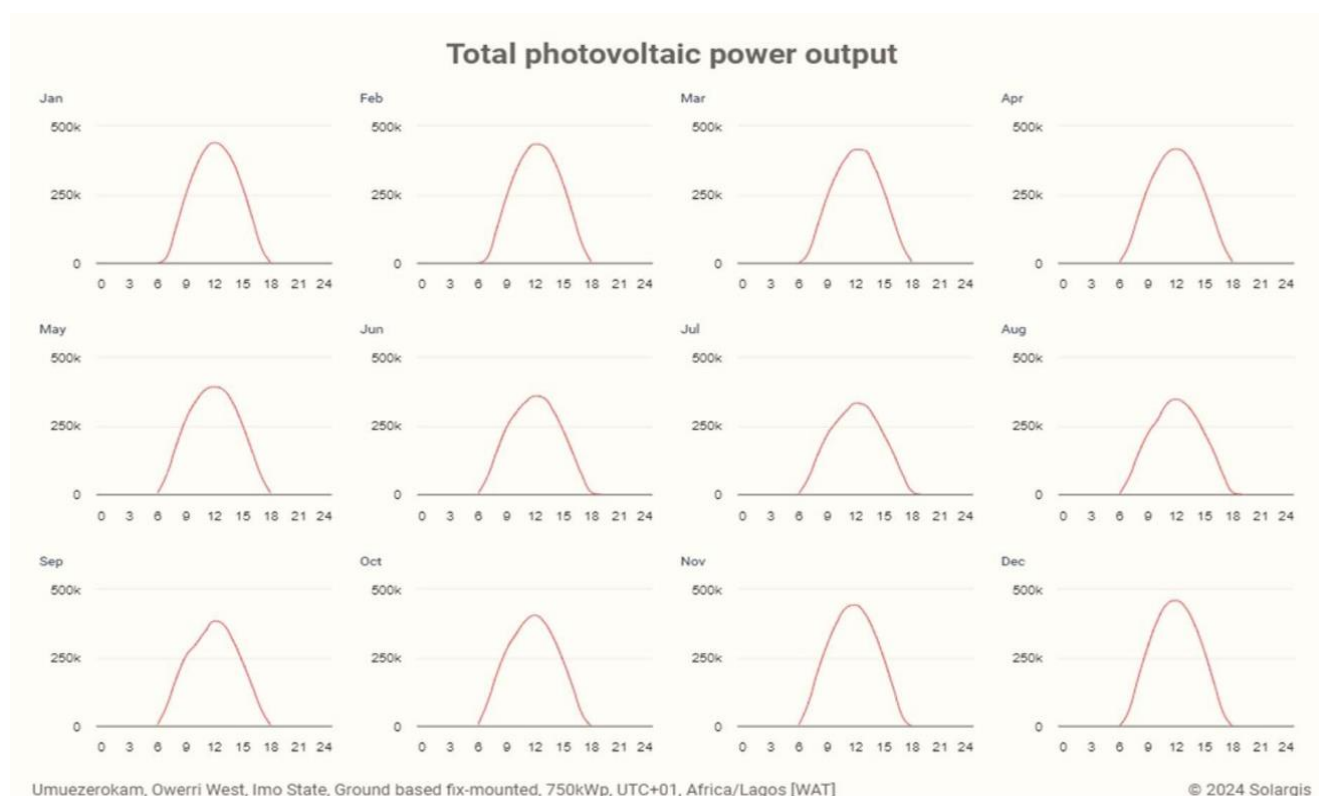 Total photovoltaic power output
Jan Feb Mar Apr
500k 500k 500k 500k
250k 250k 250k 250k
0 0 0 0
0 3 6 9 12 15 18 21 24 0 3 6 9 12 15 18 21 24 0 3 6 9 12 15 18 21 24 0 3 6 9 12 15 18 21 24
May Jun Jul Aug
500k 500k 500k 500k
250k 250k 250k 250k
0 0 0 0
0 3 6 9 12 15 18 21 24 0 3 6 9 12 15 18 21 24 0 3 6 9 12 15 18 21 24 0 3 6 9 12 15 18 21 24
Sep Oct Nov Dec
500k 500k 500k 500k
250k 250k 250k 250k
0 0 0 0
0 3 6 9 12 15 18 21 24 0 3 6 9 12 15 18 21 24 0 3 6 9 12 15 18 21 24 0 3 6 9 12 15 18 21 24
Umuezerokam, Owerri West, Imo State, Ground based fix-mounted, 750kWp, UTC+01, Africa/Lagos [WAT] © 2024 Solargis